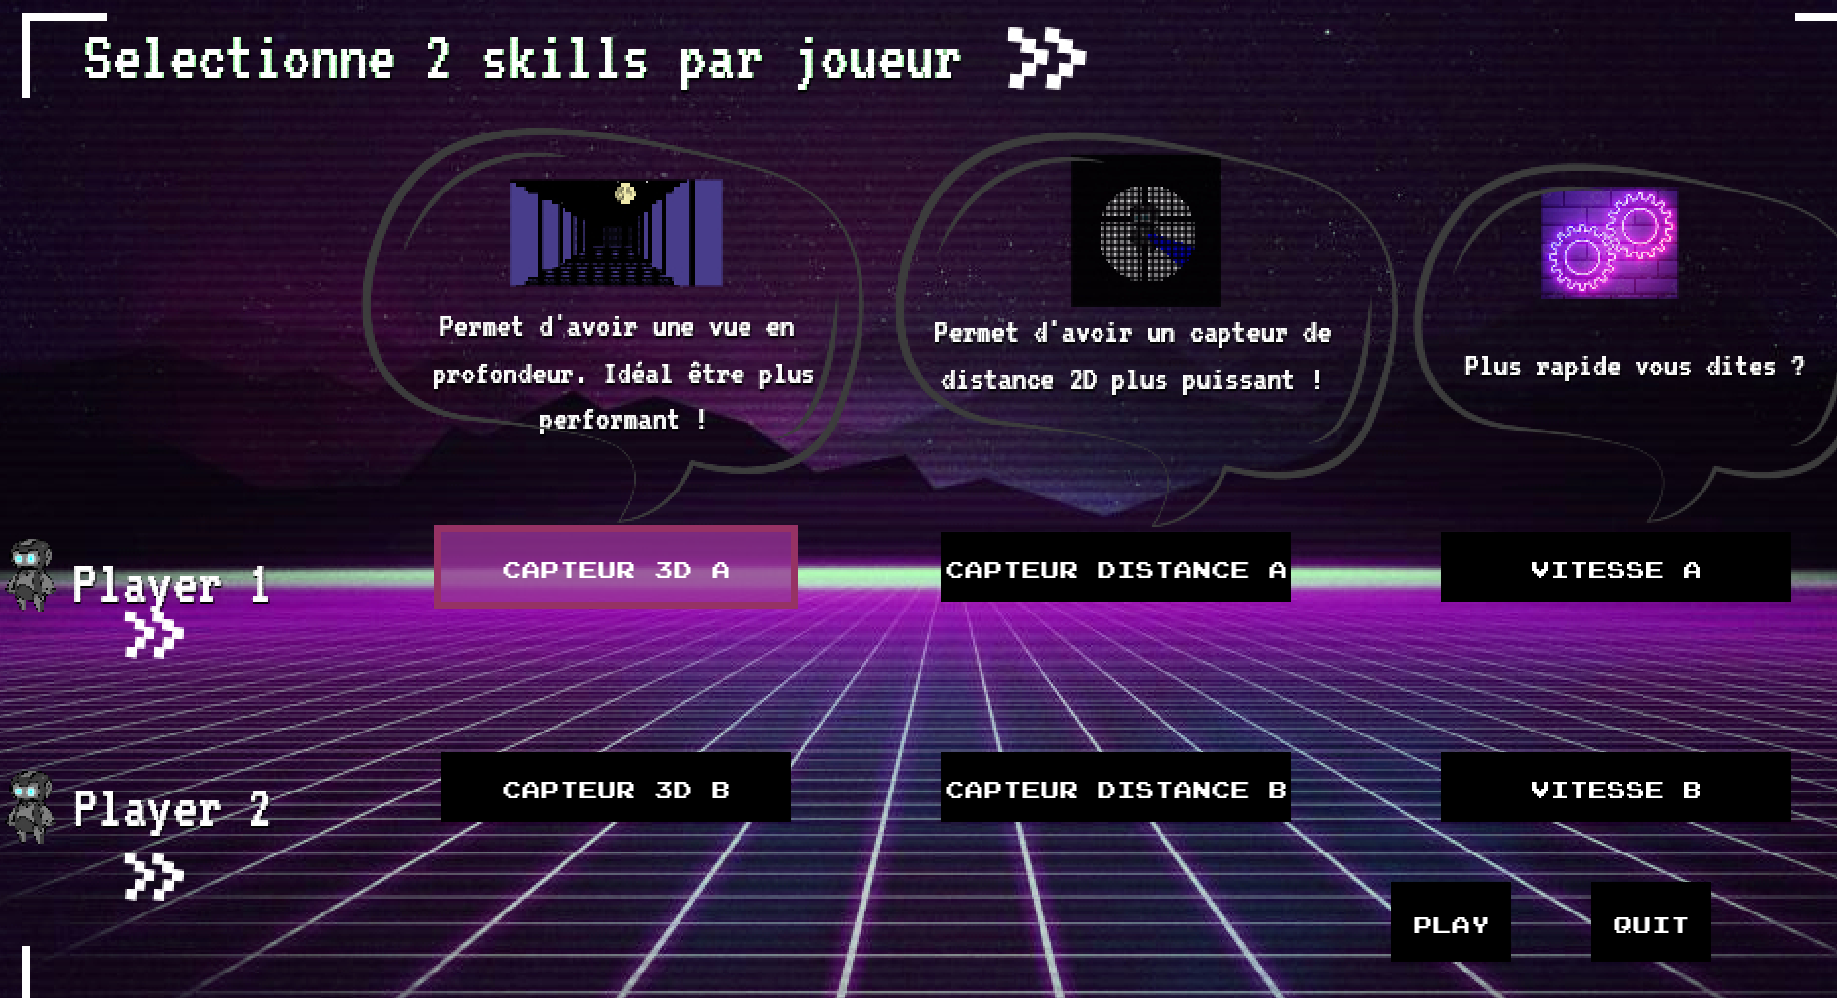 Selectionne 2 skills par joueur
Permet d'avoir une vue en
profondeur. Idéal être plus
performant !
Permet d'avoir un capteur de
distance 2D plus puissant !
Plus rapide vous dites ?
Player 1
CAPTEUR 3D A
CAPTEUR DISTANCE A
VITESSE A
Player 2
CAPTEUR 3D B
CAPTEUR DISTANCE B
VITESSE B
PLAY
QUIT